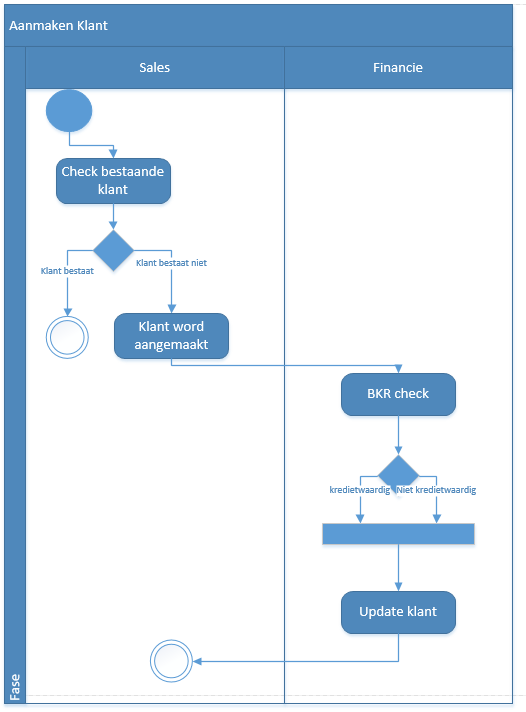 Aanmaken Klant
Sales
Financie
Check bestaande
klant
Klant bestaat
Klant bestaat niet
Klant word
aangemaakt
BKR check
kredietwaardig
Niet kredietwaardig
Update klant
Fase